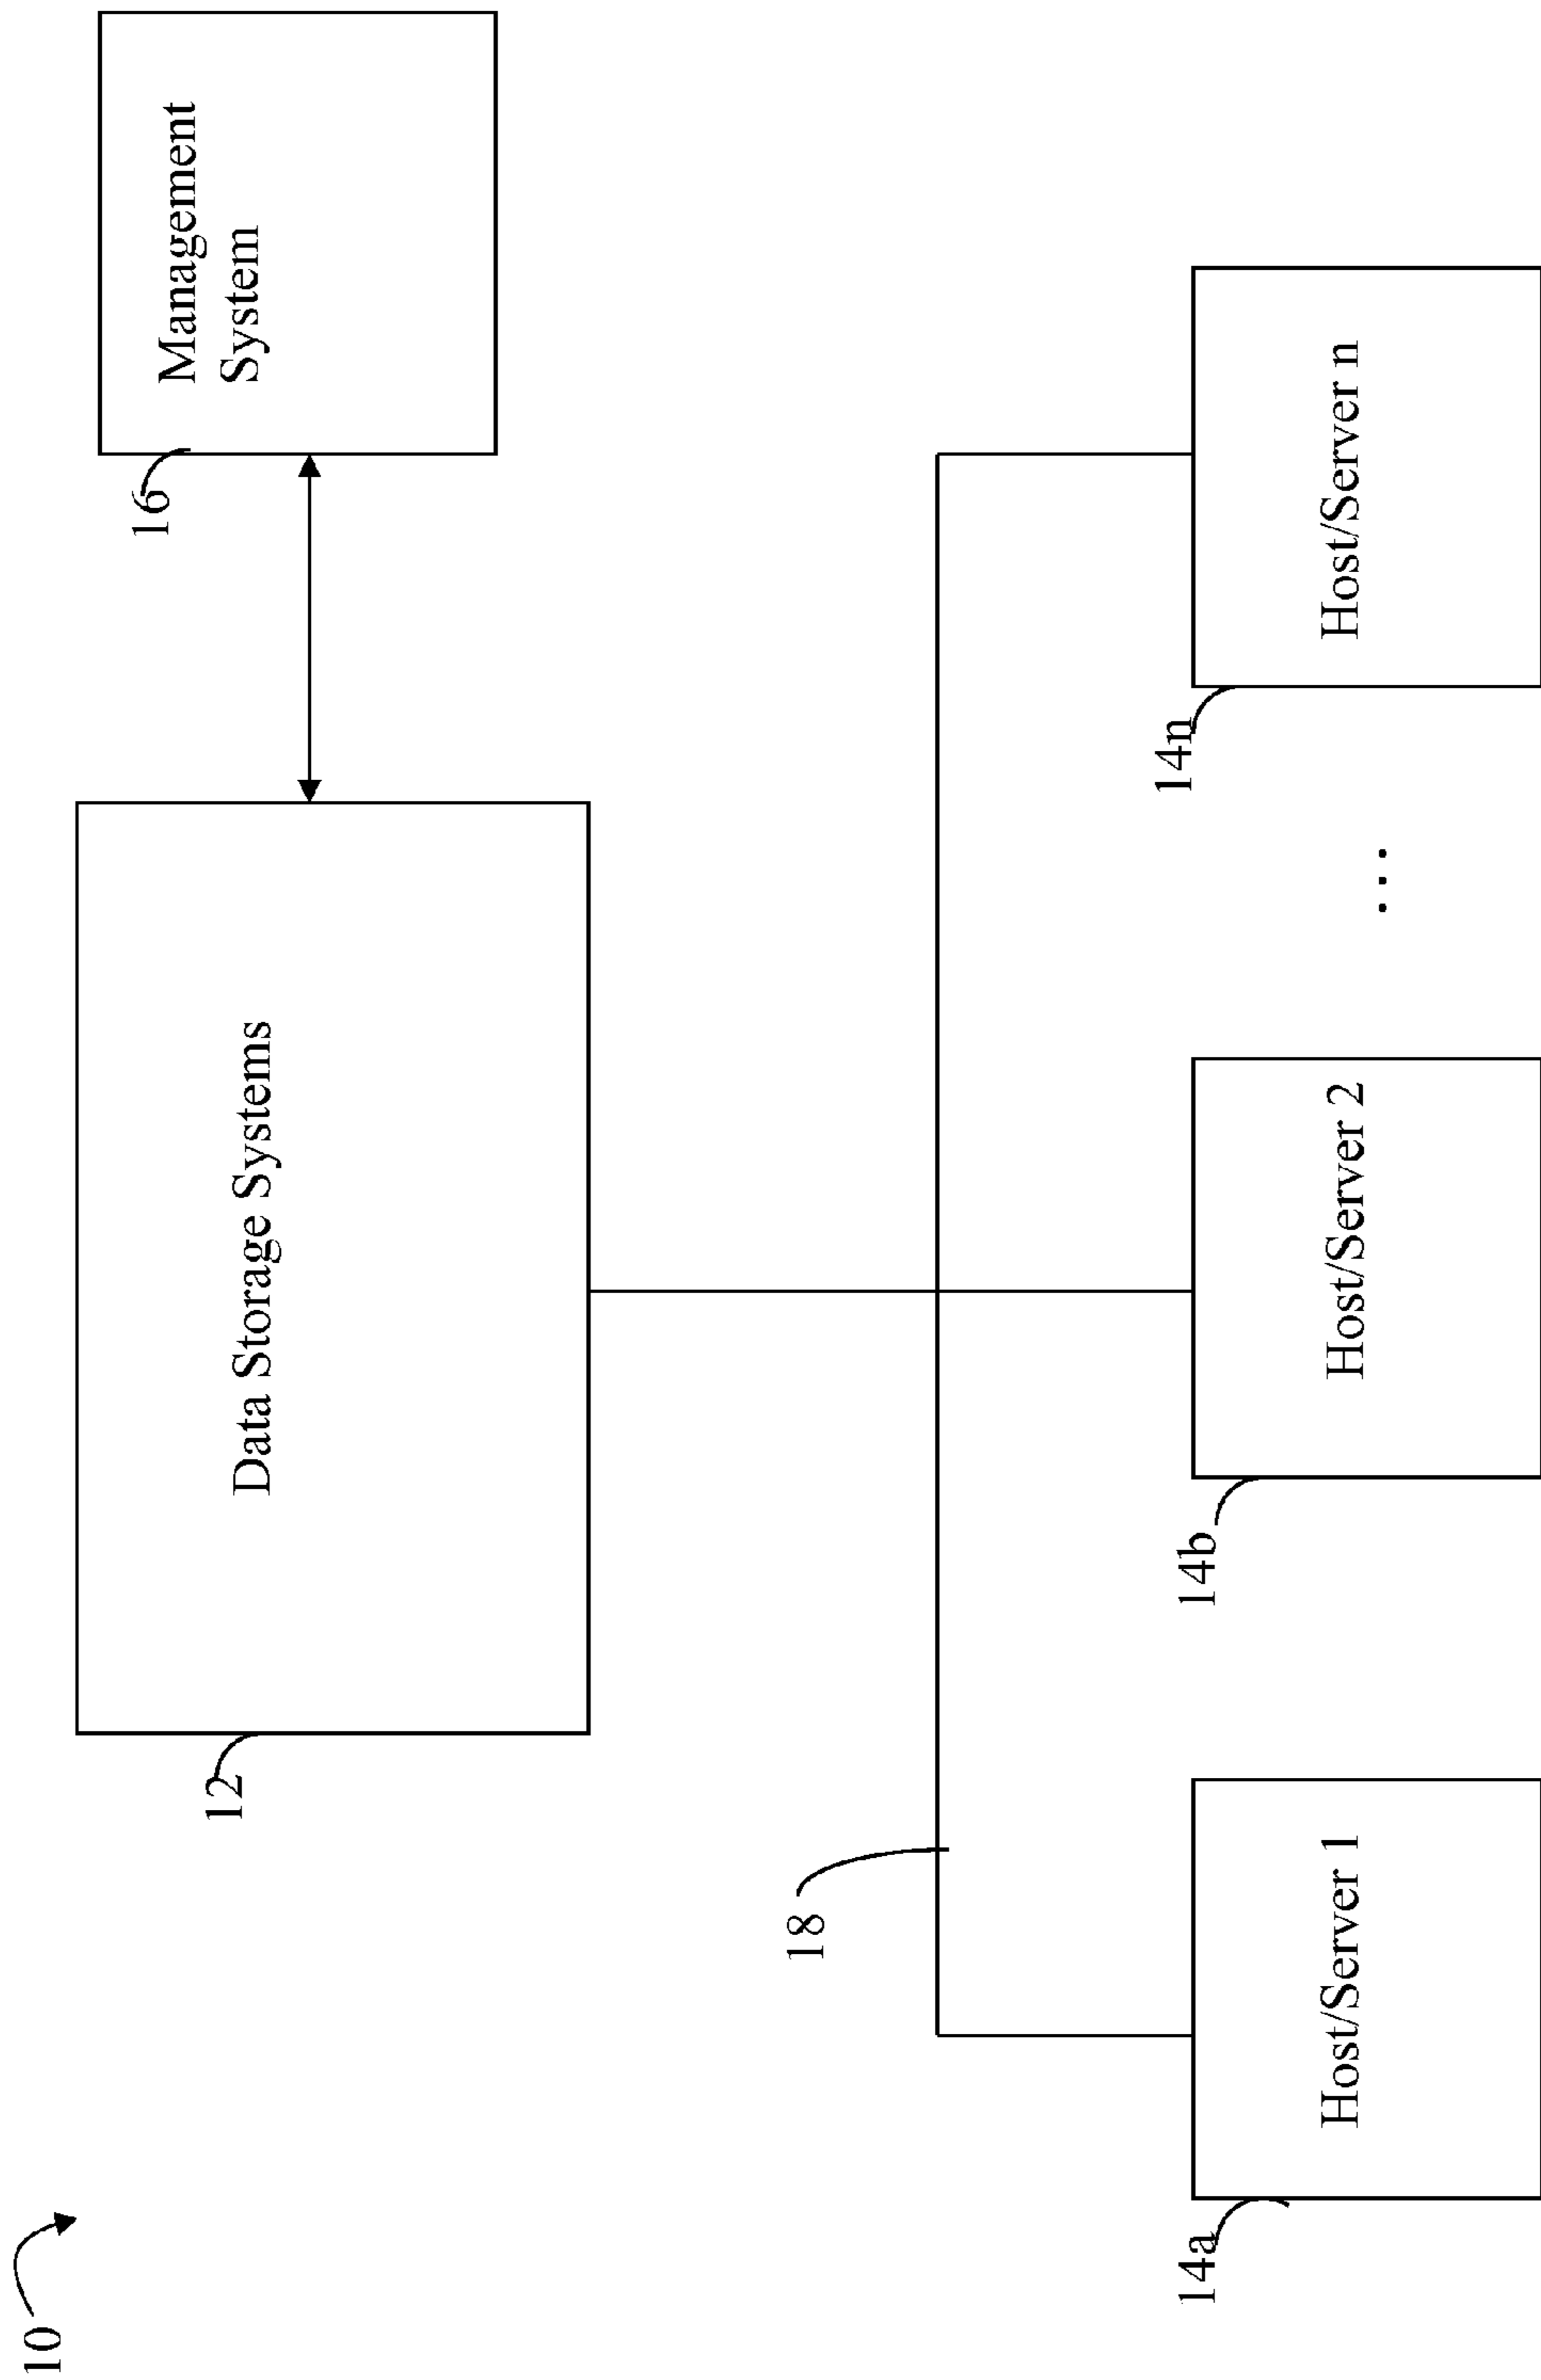 10
12
Data Storage Systems
16
Management
System
18
14a
Host/Server 1
14b
Host/Server 2
...
14n
Host/Server n